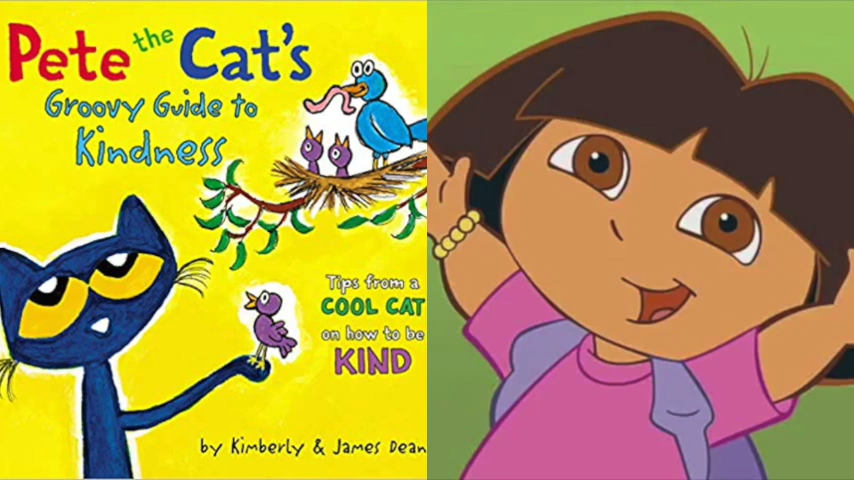 Pete the Cat's
Groovy Guide to
Kindness
Tips from a
COOL CAT
on how to be
KIND
by Kimberly & James Dean